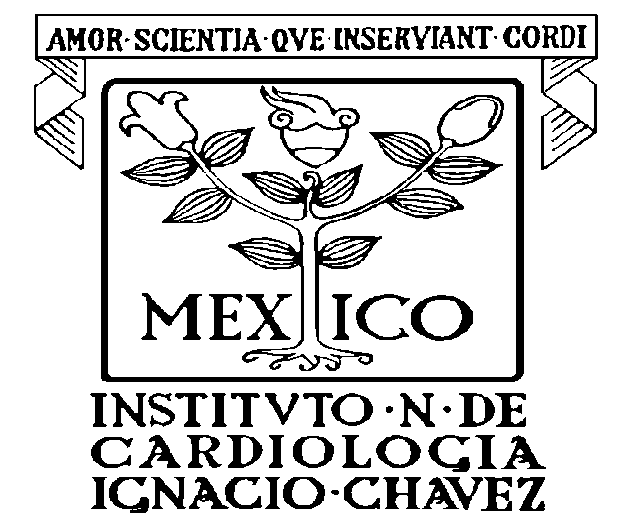 AMOR·SCIENTIA·QVE·INSERVIANT·CORDI
MEXICO
INSTITVTO·N·DE
CARDIOLOGIA
IGNACIO·CHAVEZ